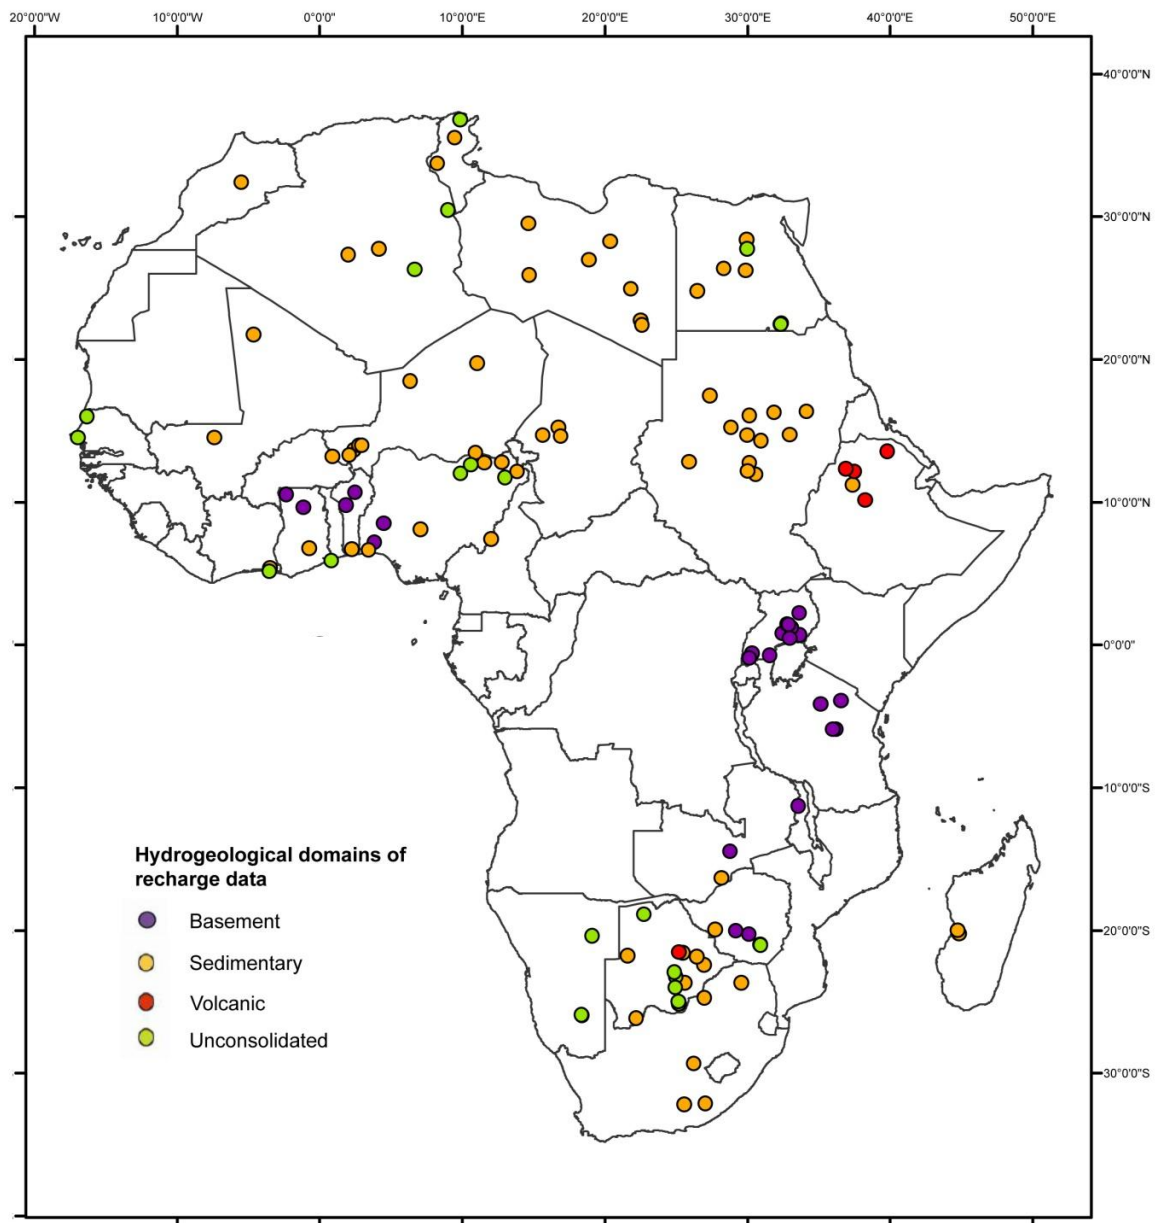 20°0'0"W 10°0'0"W 0°0'0" 10°0'0"E 20°0'0"E 30°0'0"E 40°0'0"E 50°0'0"E
40°0'0"N
30°0'0"N
20°0'0"N
10°0'0"N
0°0'0"
10°0'0"S
20°0'0"S
30°0'0"S
Hydrogeological domains of
recharge data
Basement
Sedimentary
Volcanic
Unconsolidated